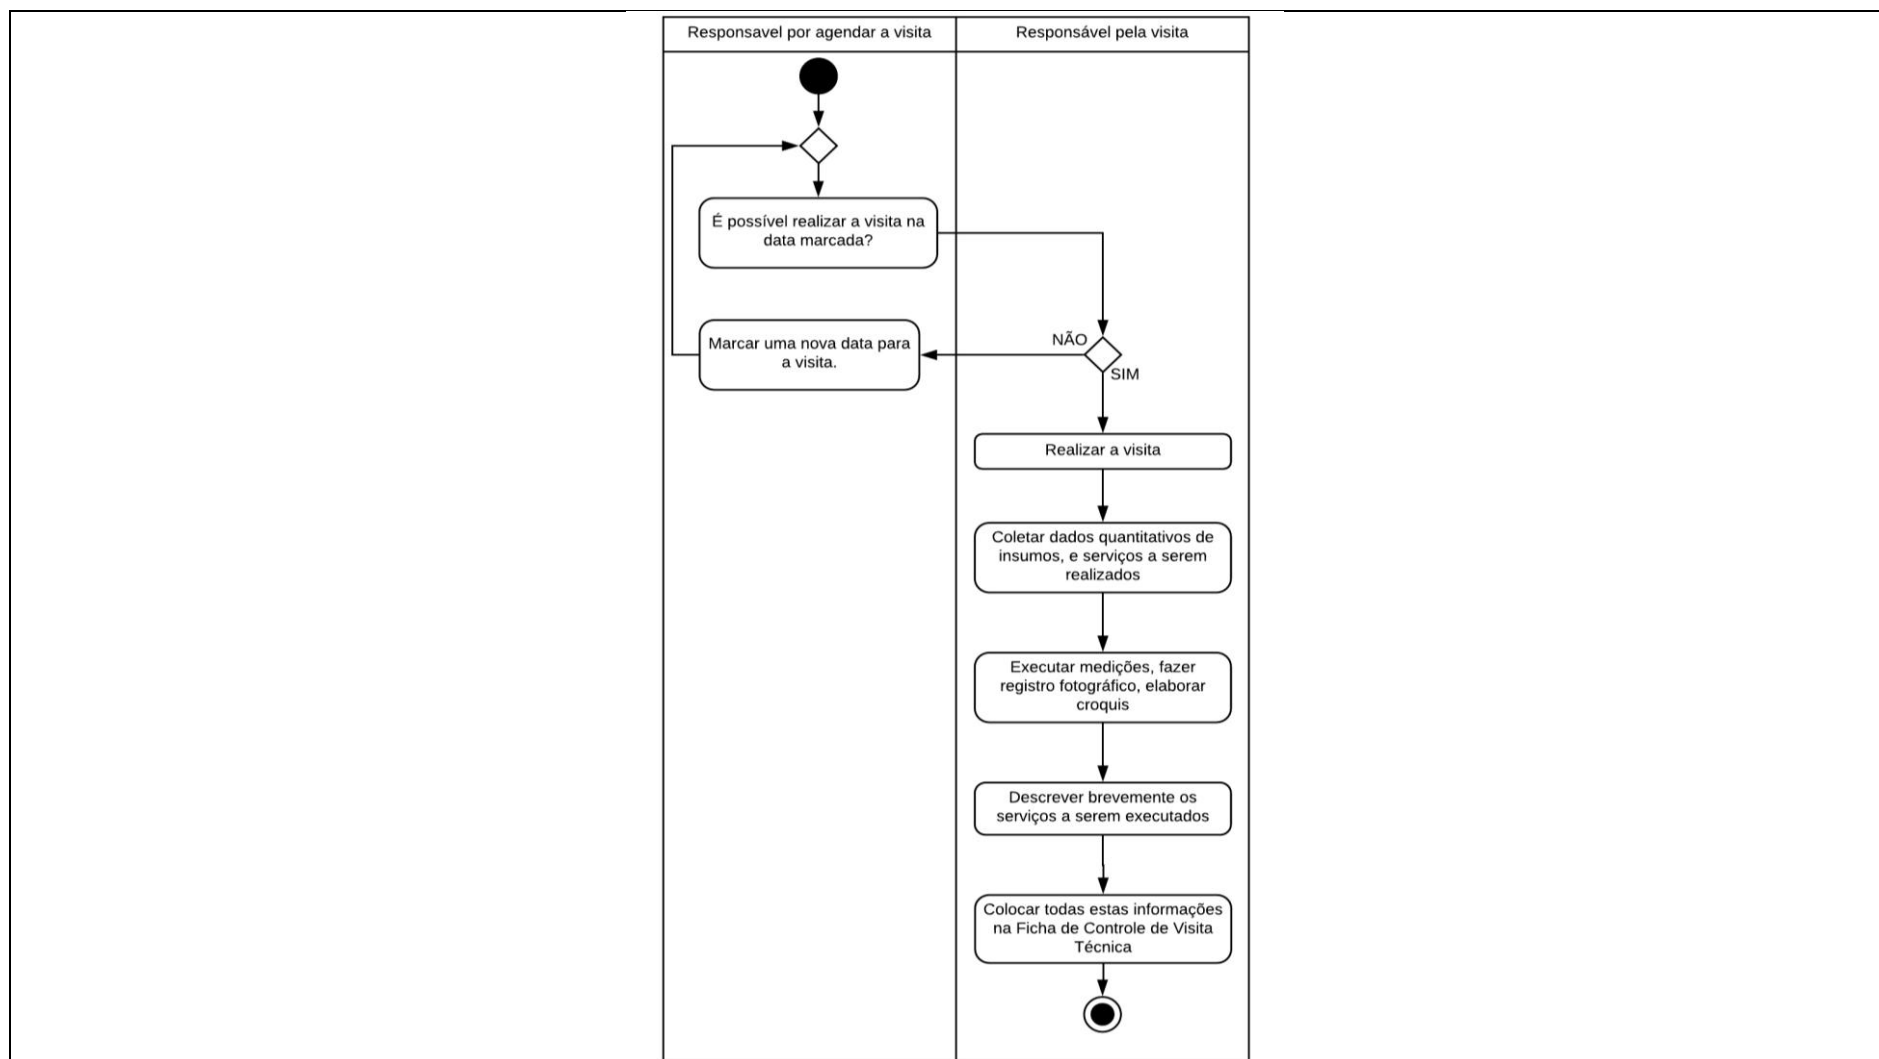 Responsavel por agendar a visita
Responsável pela visita
É possível realizar a visita na
data marcada?
NÃO
Marcar uma nova data para
a visita.
SIM
Realizar a visita
Coletar dados quantitativos de
insumos, e serviços a serem
realizados
Executar medições, fazer
registro fotográfico, elaborar
croquis
Descrever brevemente os
serviços a serem executados
Colocar todas estas informações
na Ficha de Controle de Visita
Técnica